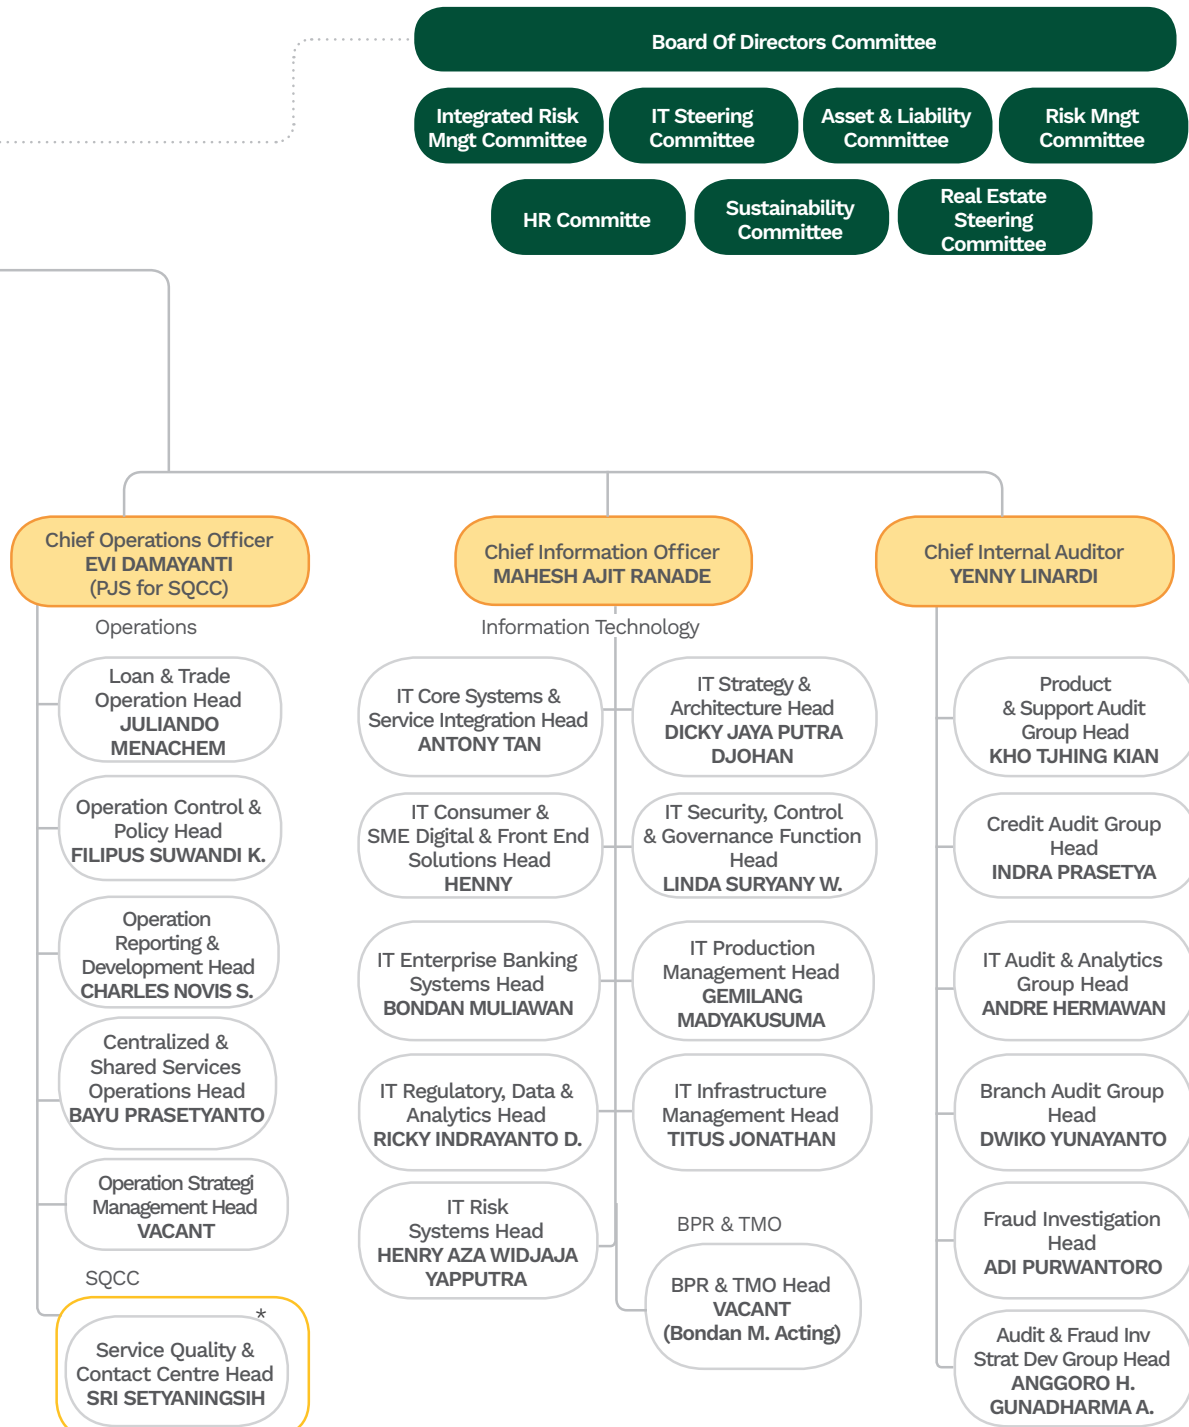 Board Of Directors Committee
Integrated Risk
Mngt Committee
IT Steering
Committee
Asset & Liability
Committee
Risk Mngt
Committee
HR Committe
Sustainability
Committee
Real Estate
Steering
Committee
Chief Operations Officer
EVI DAMAYANTI
(PJS for SQCC)
Operations
Loan & Trade
Operation Head
JULIANDO
MENACHEM
Operation Control &
Policy Head
FILIPUS SUWANDI K.
Operation
Reporting &
Development Head
CHARLES NOVIS S.
Centralized &
Shared Services
Operations Head
BAYU PRASETYANTO
Operation Strategi
Management Head
VACANT
SQCC
*
Service Quality &
Contact Centre Head
SRI SETYANINGSIH
Chief Information Officer
MAHESH AJIT RANADE
Information Technology
IT Core Systems &
Service Integration Head
ANTONY TAN
IT Strategy &
Architecture Head
DICKY JAYA PUTRA
DJOHAN
IT Consumer &
SME Digital & Front End
Solutions Head
HENNY
IT Security, Control
& Governance Function
Head
LINDA SURYANY W.
IT Enterprise Banking
Systems Head
BONDAN MULIAWAN
IT Production
Management Head
GEMILANG
MADYAKUSUMA
IT Regulatory, Data &
Analytics Head
RICKY INDRAYANTO D.
IT Infrastructure
Management Head
TITUS JONATHAN
IT Risk
Systems Head
HENRY AZA WIDJAJA
YAPPUTRA
BPR & TMO
BPR & TMO Head
VACANT
(Bondan M. Acting)
Chief Internal Auditor
YENNY LINARDI
Product
& Support Audit
Group Head
KHO TJHING KIAN
Credit Audit Group
Head
INDRA PRASETYA
IT Audit & Analytics
Group Head
ANDRE HERMAWAN
Branch Audit Group
Head
DWIKO YUNAYANTO
Fraud Investigation
Head
ADI PURWANTORO
Audit & Fraud Inv
Strat Dev Group Head
ANGGORO H.
GUNADHARMA A.